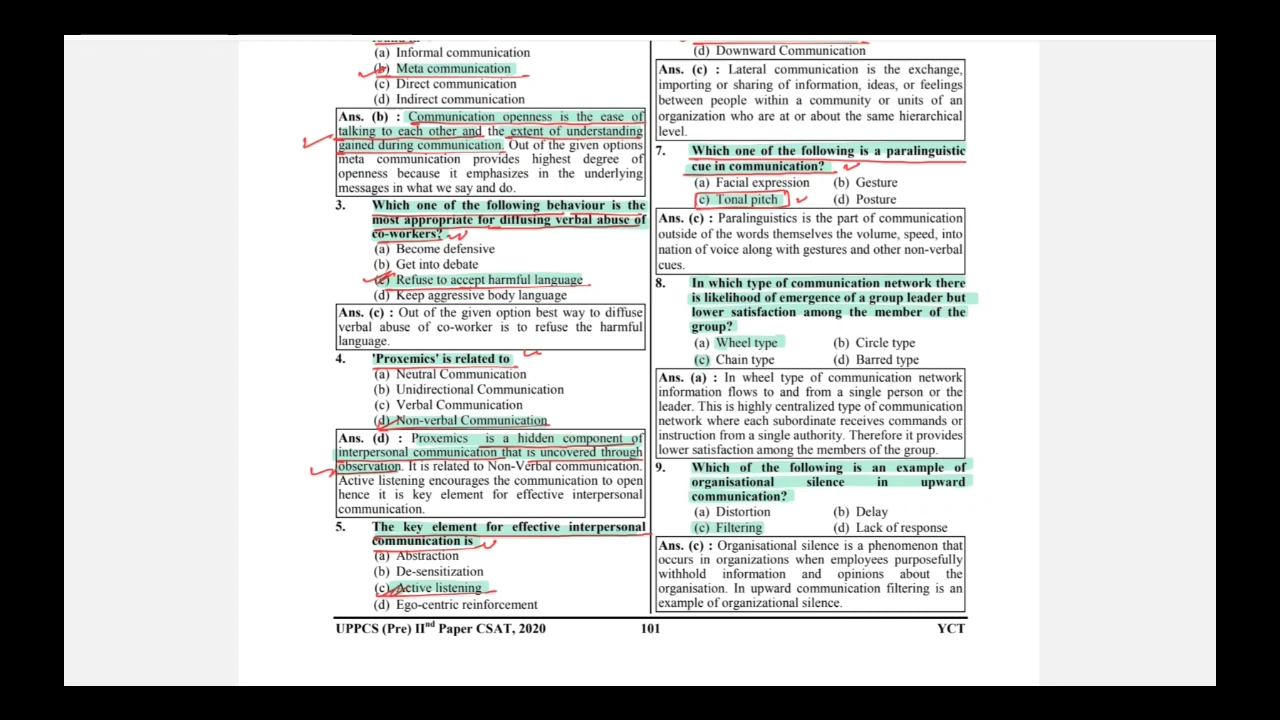 (a) Informal communication
(b) Meta communication
(c) Direct communication
(d) Indirect communication
Ans. (b) : Communication openness is the ease of
talking to each other and the extent of understanding
gained during communication. Out of the given options
meta communication provides highest degree of
openness because it emphasizes in the underlying
messages in what we say and do.
3. Which one of the following behaviour is the
most appropriate for diffusing verbal abuse of
co-workers?
(a) Become defensive
(b) Get into debate
(c) Refuse to accept harmful language
(d) Keep aggressive body language
Ans. (c) : Out of the given option best way to diffuse
verbal abuse of co-worker is to refuse the harmful
language.
4. 'Proxemics' is related to
(a) Neutral Communication
(b) Unidirectional Communication
(c) Verbal Communication
(d) Non-verbal Communication
Ans. (d) : Proxemics is a hidden component of
interpersonal communication that is uncovered through
observation. It is related to Non-Verbal communication.
Active listening encourages the communication to open
hence it is key element for effective interpersonal
communication.
5. The key element for effective interpersonal
communication is
(a) Abstraction
(b) De-sensitization
(c) Active listening
(d) Ego-centric reinforcement
(d) Downward Communication
Ans. (c) : Lateral communication is the exchange,
importing or sharing of information, ideas, or feelings
between people within a community or units of an
organization who are at or about the same hierarchical
level.
7. Which one of the following is a paralinguistic
cue in communication?
(a) Facial expression (b) Gesture
(c) Tonal pitch (d) Posture
Ans. (c) : Paralinguistics is the part of communication
outside of the words themselves the volume, speed, into
nation of voice along with gestures and other non-verbal
cues.
8. In which type of communication network there
is likelihood of emergence of a group leader but
lower satisfaction among the member of the
group?
(a) Wheel type (b) Circle type
(c) Chain type (d) Barred type
Ans. (a) : In wheel type of communication network
information flows to and from a single person or the
leader. This is highly centralized type of communication
network where each subordinate receives commands or
instruction from a single authority. Therefore it provides
lower satisfaction among the members of the group.
9. Which of the following is an example of
organisational silence in upward
communication?
(a) Distortion (b) Delay
(c) Filtering (d) Lack of response
Ans. (c) : Organisational silence is a phenomenon that
occurs in organizations when employees purposefully
withhold information and opinions about the
organisation. In upward communication filtering is an
example of organizational silence.
UPPCS (Pre) IInd Paper CSAT, 2020 101 YCT